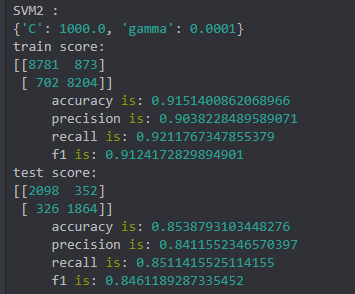 SVM2 :
{'C': 1000.0, 'gamma': 0.0001}
train score:
[[8781  873]
 [ 702 8204]]
    accuracy is: 0.9151400862068966
    precision is: 0.9038228489589071
    recall is: 0.9211767347855379
    f1 is: 0.9124172829894901
test score:
[[2098  352]
 [ 326 1864]]
    accuracy is: 0.8538793103448276
    precision is: 0.8411552346570397
    recall is: 0.8511415525114155
    f1 is: 0.8461189287335452